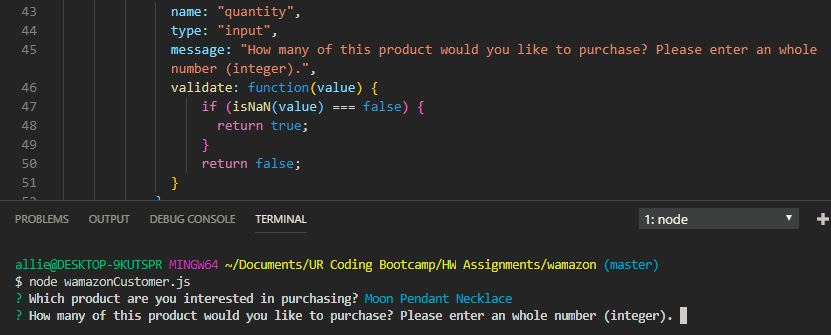 43 name: "quantity",
44 type: "input",
45 message: "How many of this product would you like to purchase? Please enter an whole
number (integer).",
46 validate: function(value) {
47 if (isNaN(value) === false) {
48 return true;
49 }
50 return false;
51 }
52 }
PROBLEMS OUTPUT DEBUG CONSOLE TERMINAL 1: node
allie@DESKTOP-9KUTSPR MINGW64 ~/Documents/UR Coding Bootcamp/HW Assignments/wamazon (master)
$ node wamazonCustomer.js
? Which product are you interested in purchasing? Moon Pendant Necklace
? How many of this product would you like to purchase? Please enter an whole number (integer).